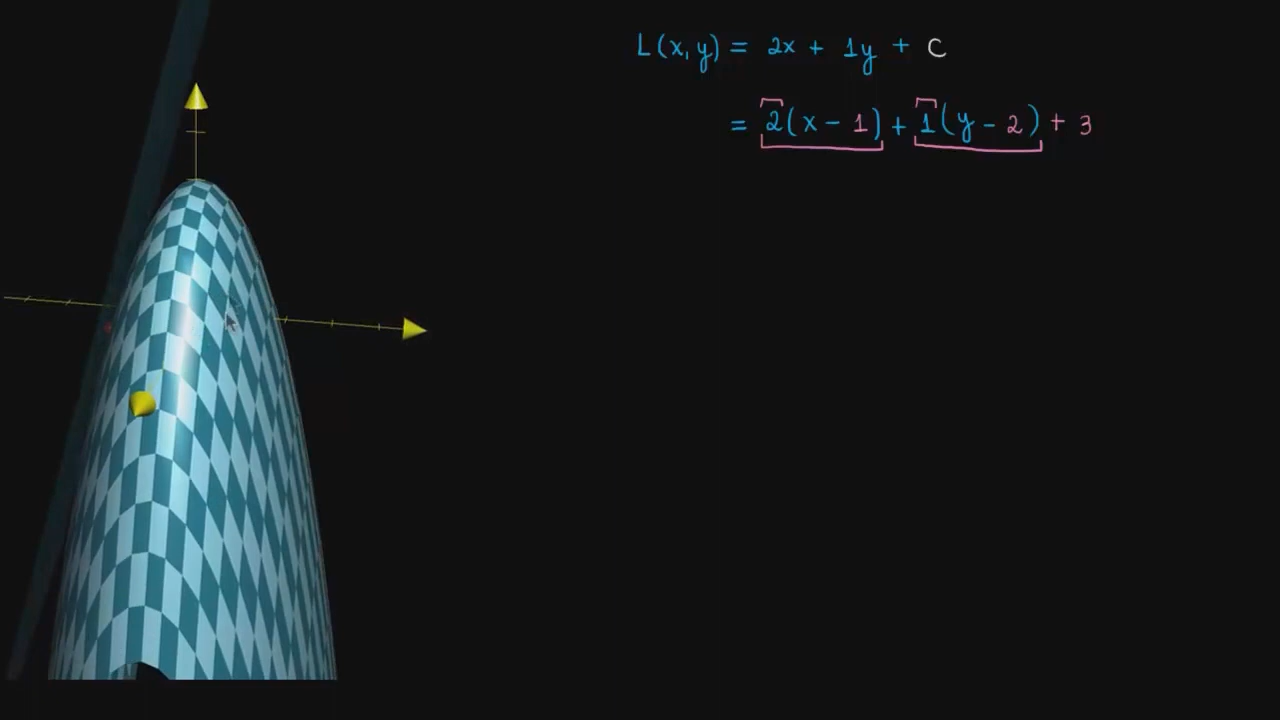 L(x,y) = 2x + 1y + C
= 2(x - 1) + 1(y - 2) + 3